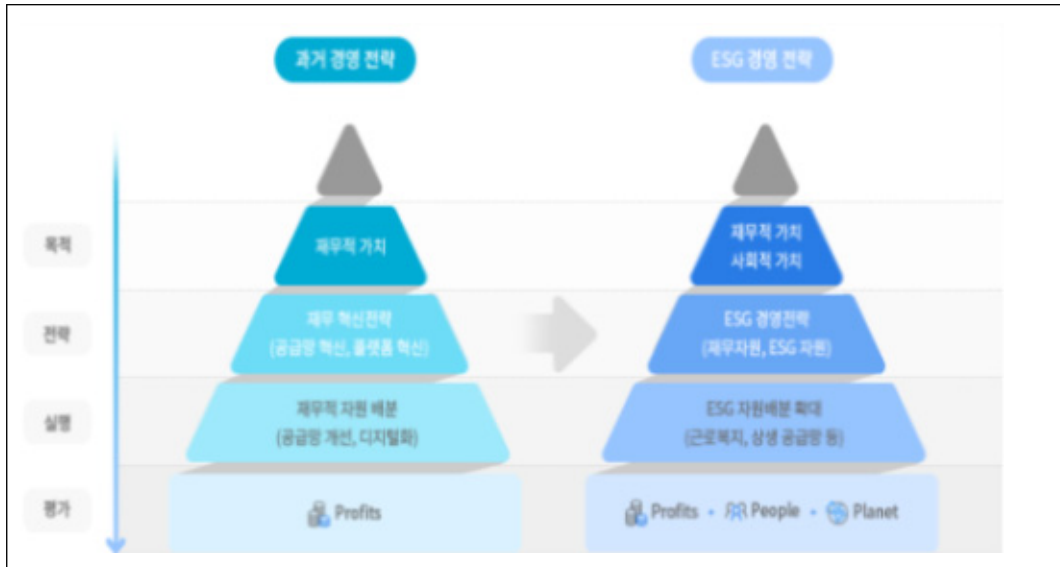 과거 경영 전략
ESG 경영 전략
목적
재무적 가치
재무적 가치
사회적 가치
전략
재무 혁신전략
(공급망 혁신, 플랫폼 혁신)
ESG 경영전략
(재무자원, ESG 자원)
실행
재무적 자원 배분
(공급망 개선, 디지털화)
ESG 자원배분 확대
(근로복지, 상생 공급망 등)
평가
Profits
Profits • People • Planet